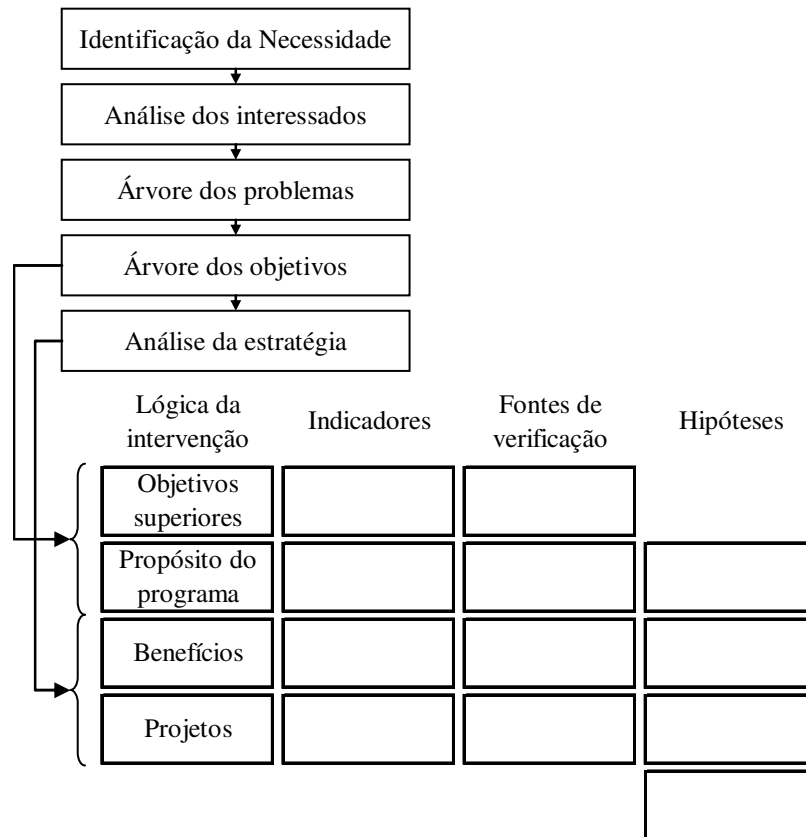 Identificação da Necessidade
Análise dos interessados
Árvore dos problemas
Árvore dos objetivos
Análise da estratégia
Lógica da
intervenção
Indicadores
Fontes de
verificação
Hipóteses
Objetivos
superiores
Propósito do
programa
Benefícios
Projetos